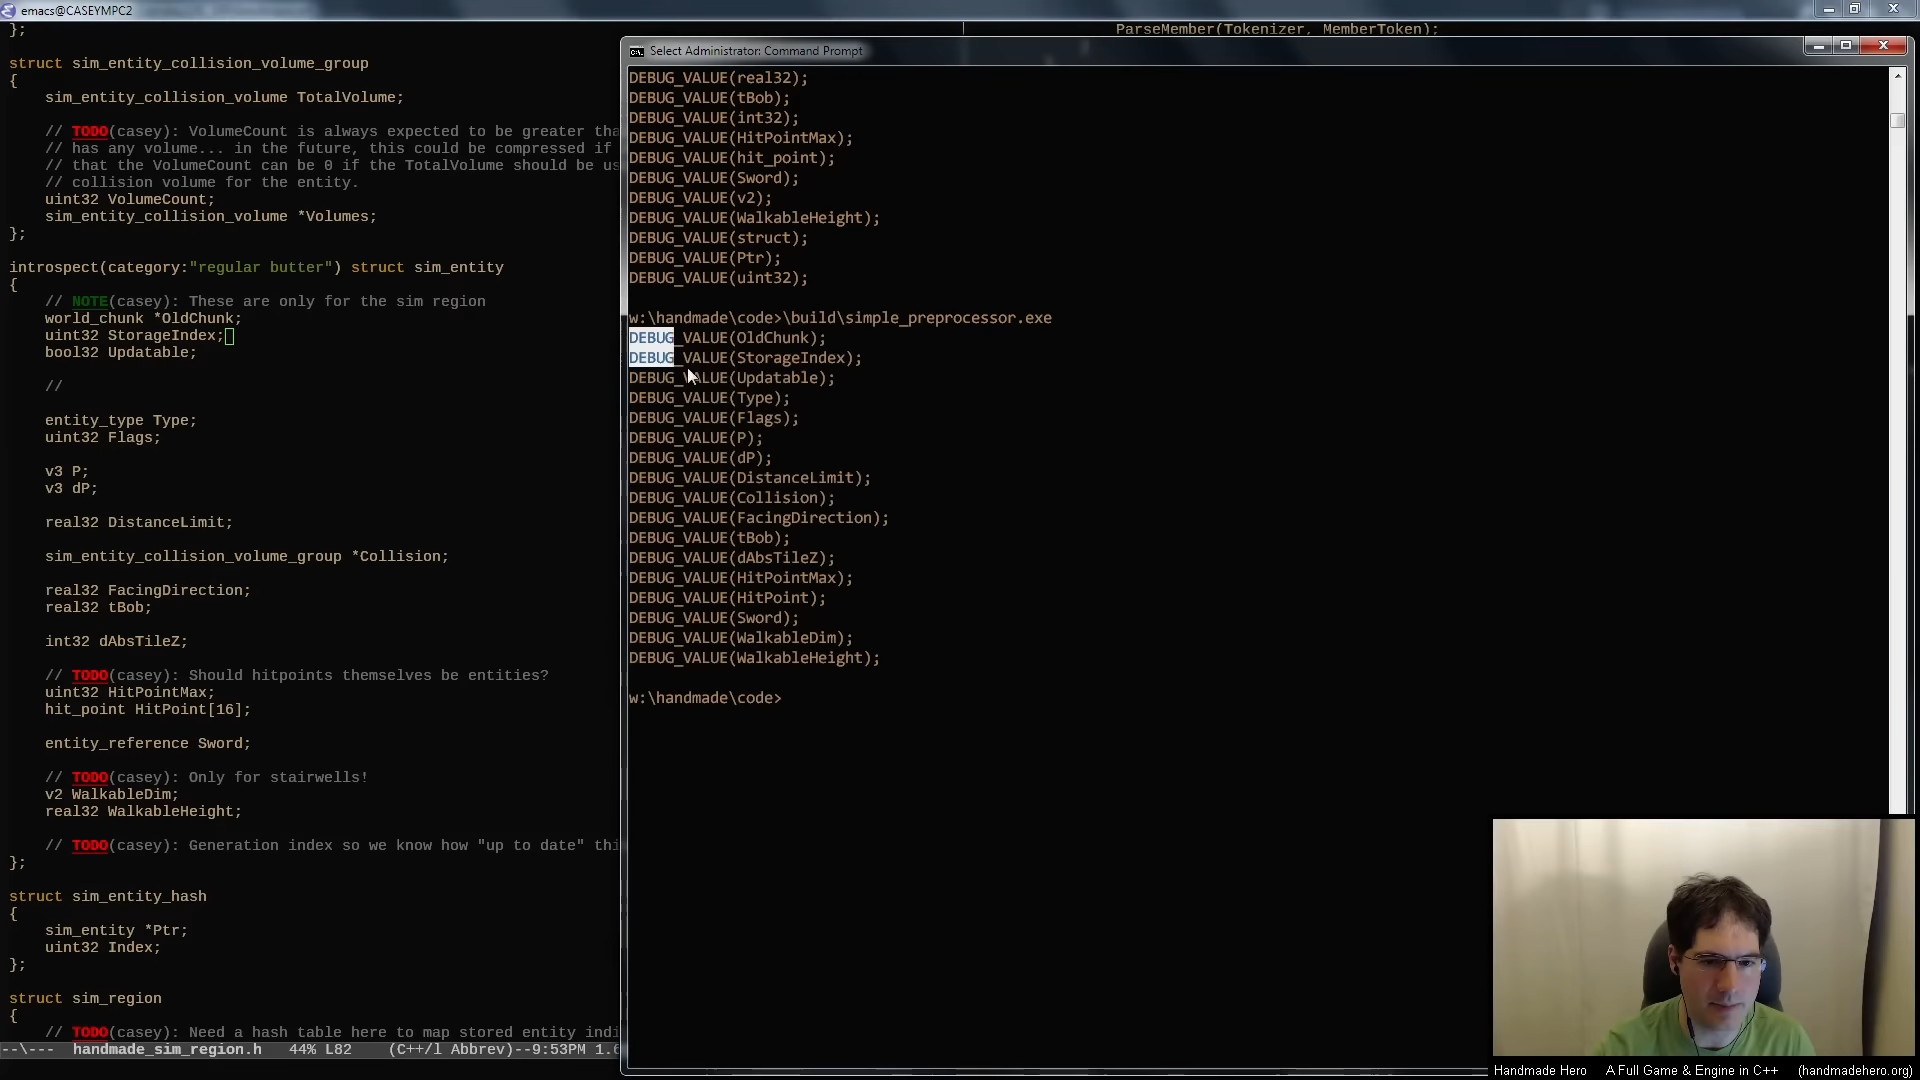 emacs@CASEYMPC2
};
struct sim_entity_collision_volume_group
{
    sim_entity_collision_volume TotalVolume;
    // TODO(casey): VolumeCount is always expected to be greater tha
    // has any volume... in the future, this could be compressed if
    // that the VolumeCount can be 0 if the TotalVolume should be us
    // collision volume for the entity.
    uint32 VolumeCount;
    sim_entity_collision_volume *Volumes;
};
introspect(category:"regular butter") struct sim_entity
{
    // NOTE(casey): These are only for the sim region
    world_chunk *OldChunk;
    uint32 StorageIndex;
    bool32 Updatable;
    //
    entity_type Type;
    uint32 Flags;
    v3 P;
    v3 dP;
    real32 DistanceLimit;
    sim_entity_collision_volume_group *Collision;
    real32 FacingDirection;
    real32 tBob;
    int32 dAbsTileZ;
    // TODO(casey): Should hitpoints themselves be entities?
    uint32 HitPointMax;
    hit_point HitPoint[16];
    entity_reference Sword;
    // TODO(casey): Only for stairwells!
    v2 WalkableDim;
    real32 WalkableHeight;
    // TODO(casey): Generation index so we know how "up to date" thi
};
struct sim_entity_hash
{
    sim_entity *Ptr;
    uint32 Index;
};
struct sim_region
{
    // TODO(casey): Need a hash table here to map stored entity indi
--\---  handmade_sim_region.h   44% L82    (C++/l Abbrev)--9:53PM 1.6
ParseMember(Tokenizer, MemberToken);
Select Administrator: Command Prompt
DEBUG_VALUE(real32);
DEBUG_VALUE(tBob);
DEBUG_VALUE(int32);
DEBUG_VALUE(HitPointMax);
DEBUG_VALUE(hit_point);
DEBUG_VALUE(Sword);
DEBUG_VALUE(v2);
DEBUG_VALUE(WalkableHeight);
DEBUG_VALUE(struct);
DEBUG_VALUE(Ptr);
DEBUG_VALUE(uint32);
w:\handmade\code>\build\simple_preprocessor.exe
DEBUG_VALUE(OldChunk);
DEBUG_VALUE(StorageIndex);
DEBUG_VALUE(Updatable);
DEBUG_VALUE(Type);
DEBUG_VALUE(Flags);
DEBUG_VALUE(P);
DEBUG_VALUE(dP);
DEBUG_VALUE(DistanceLimit);
DEBUG_VALUE(Collision);
DEBUG_VALUE(FacingDirection);
DEBUG_VALUE(tBob);
DEBUG_VALUE(dAbsTileZ);
DEBUG_VALUE(HitPointMax);
DEBUG_VALUE(HitPoint);
DEBUG_VALUE(Sword);
DEBUG_VALUE(WalkableDim);
DEBUG_VALUE(WalkableHeight);
w:\handmade\code>
Handmade Hero    A Full Game & Engine in C++    (handmadehero.org)